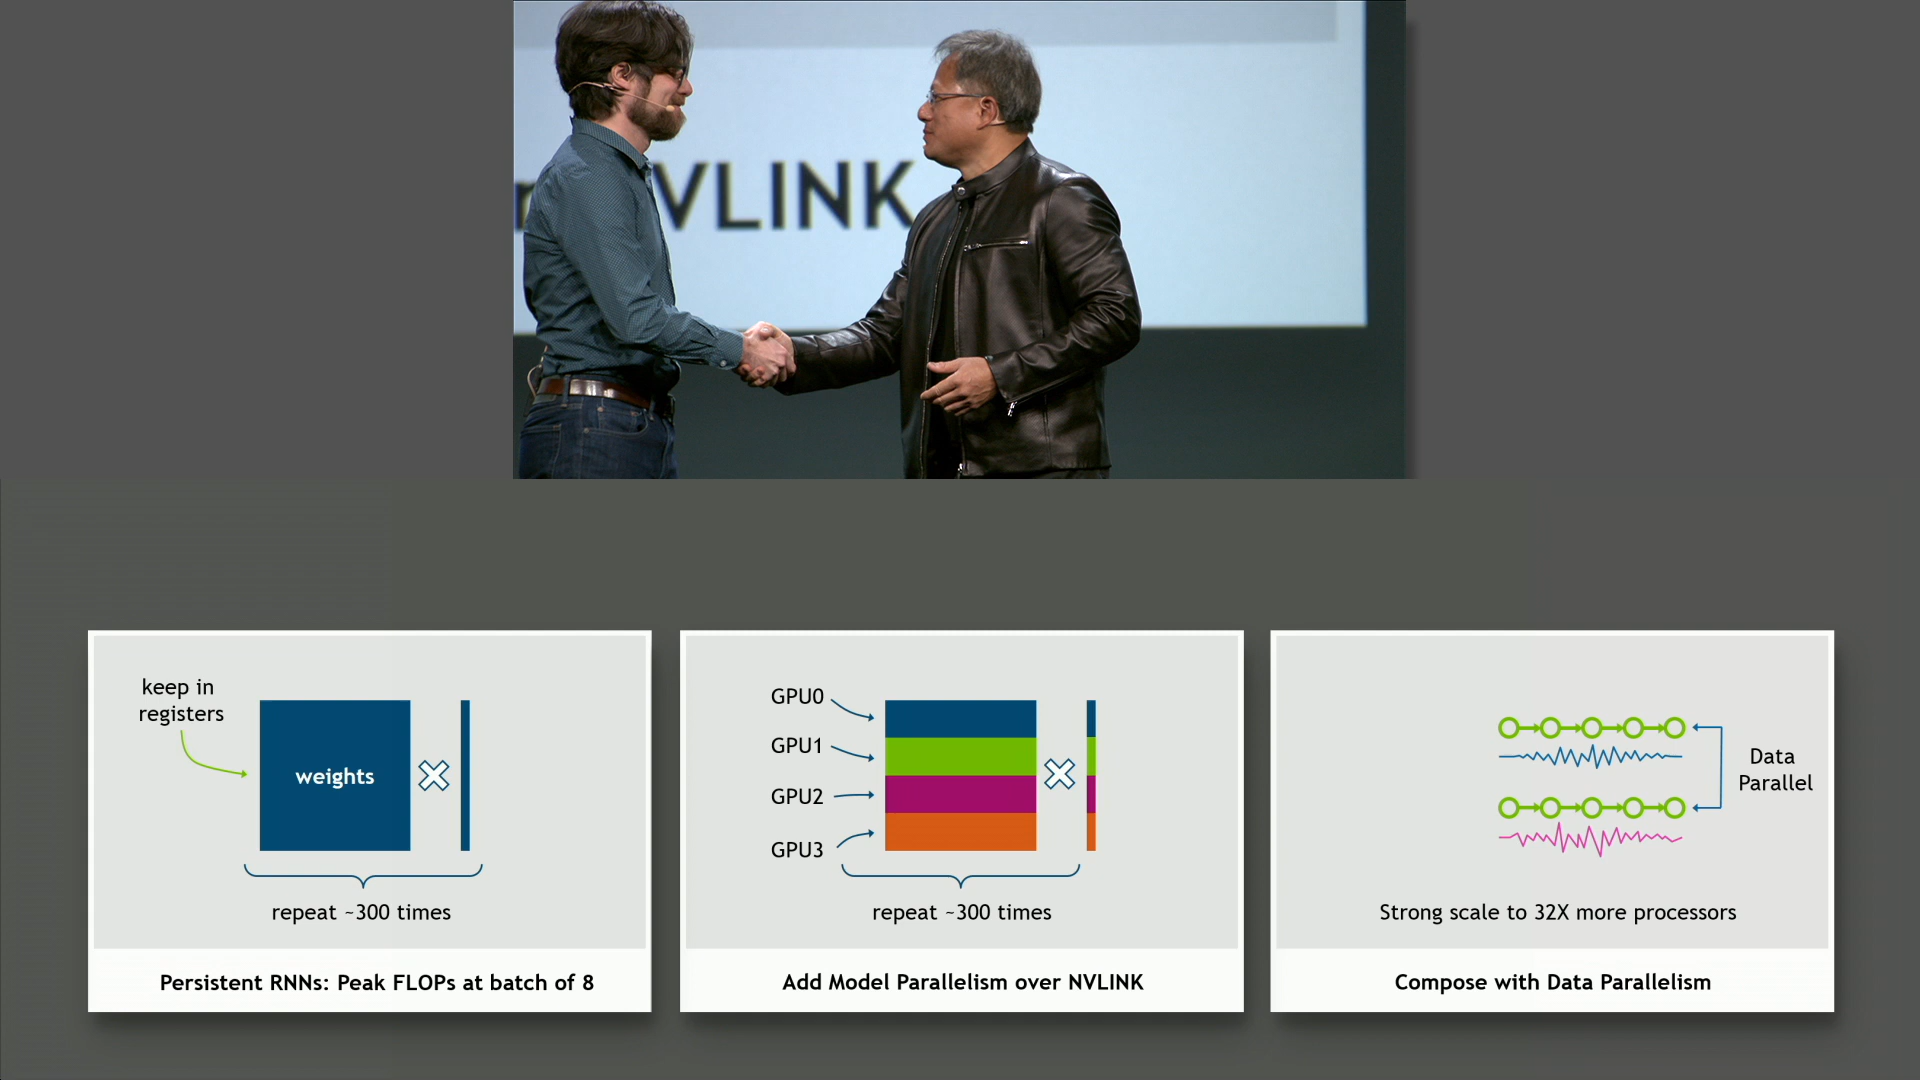 NVLINK
keep in
registers
weights
repeat ~300 times
Persistent RNNs: Peak FLOPs at batch of 8
GPU0
GPU1
GPU2
GPU3
repeat ~300 times
Add Model Parallelism over NVLINK
Data
Parallel
Strong scale to 32X more processors
Compose with Data Parallelism